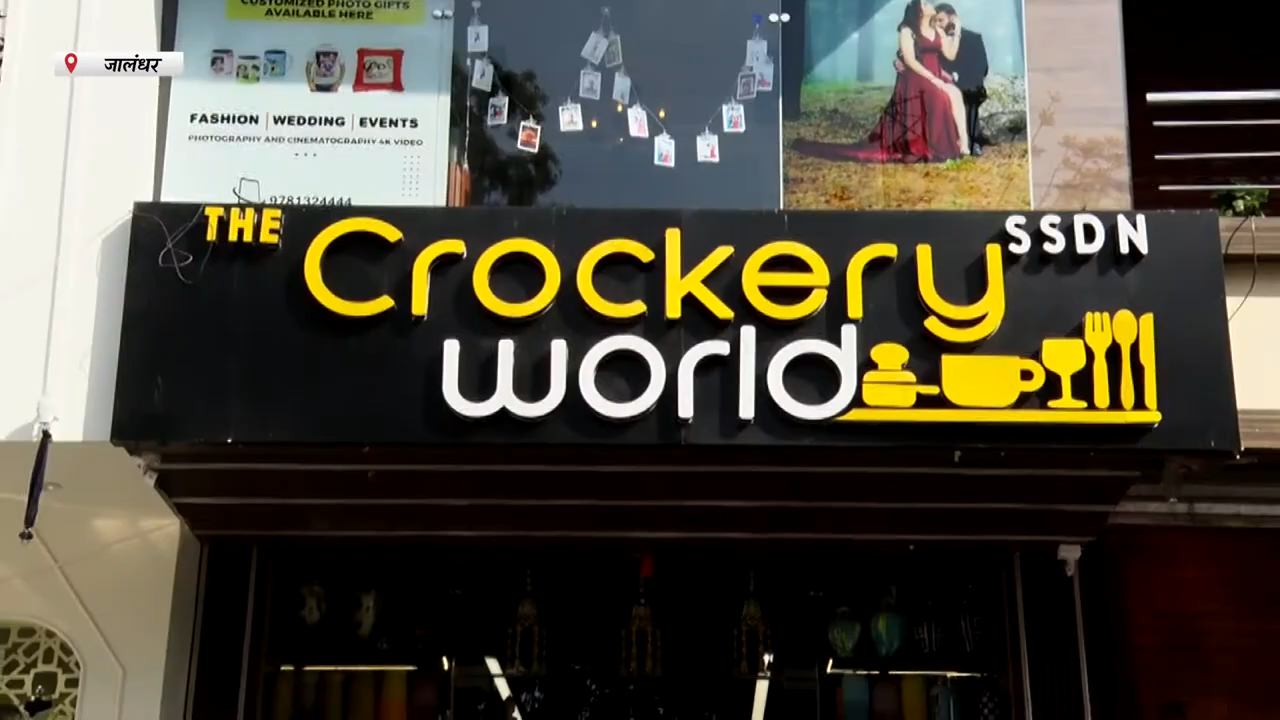 CUSTOMIZED PHOTO GIFTS
AVAILABLE HERE
जालंधर
FASHION | WEDDING | EVENTS
PHOTOGRAPHY AND CINEMATOGRAPHY 4K VIDEO
9781324444
THE Crockery SSDN
world